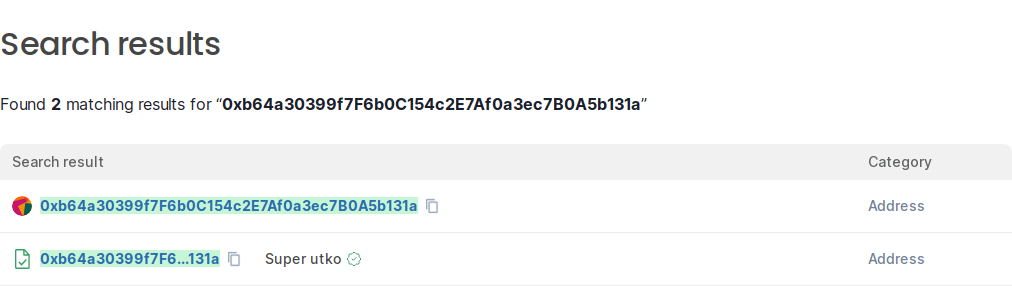 Search results
Found 2 matching results for “0xb64a30399f7F6b0C154c2E7Af0a3ec7B0A5b131a”
Search result Category
0xb64a30399f7F6b0C154c2E7Af0a3ec7B0A5b131a Address
0xb64a30399f7F6...131a Super utko Address